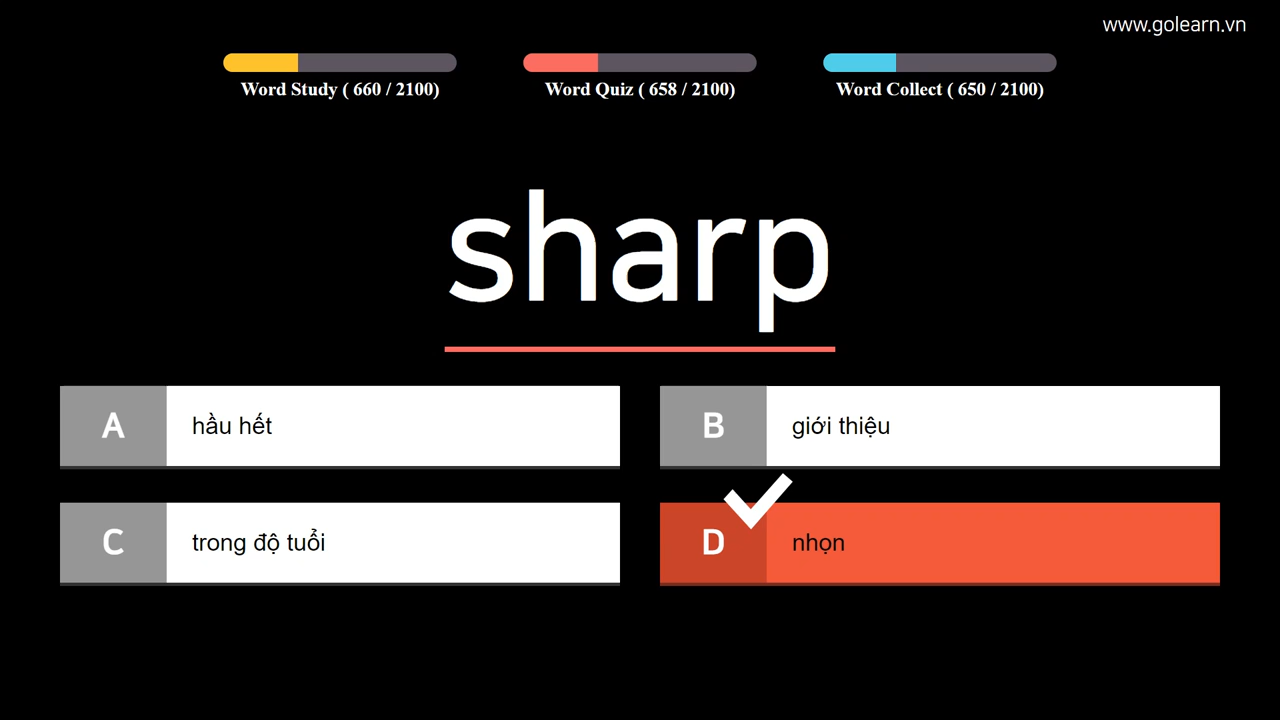 www.golearn.vn
Word Study ( 660 / 2100)
Word Quiz ( 658 / 2100)
Word Collect ( 650 / 2100)
sharp
A hầu hết
B giới thiệu
C trong độ tuổi
D nhọn